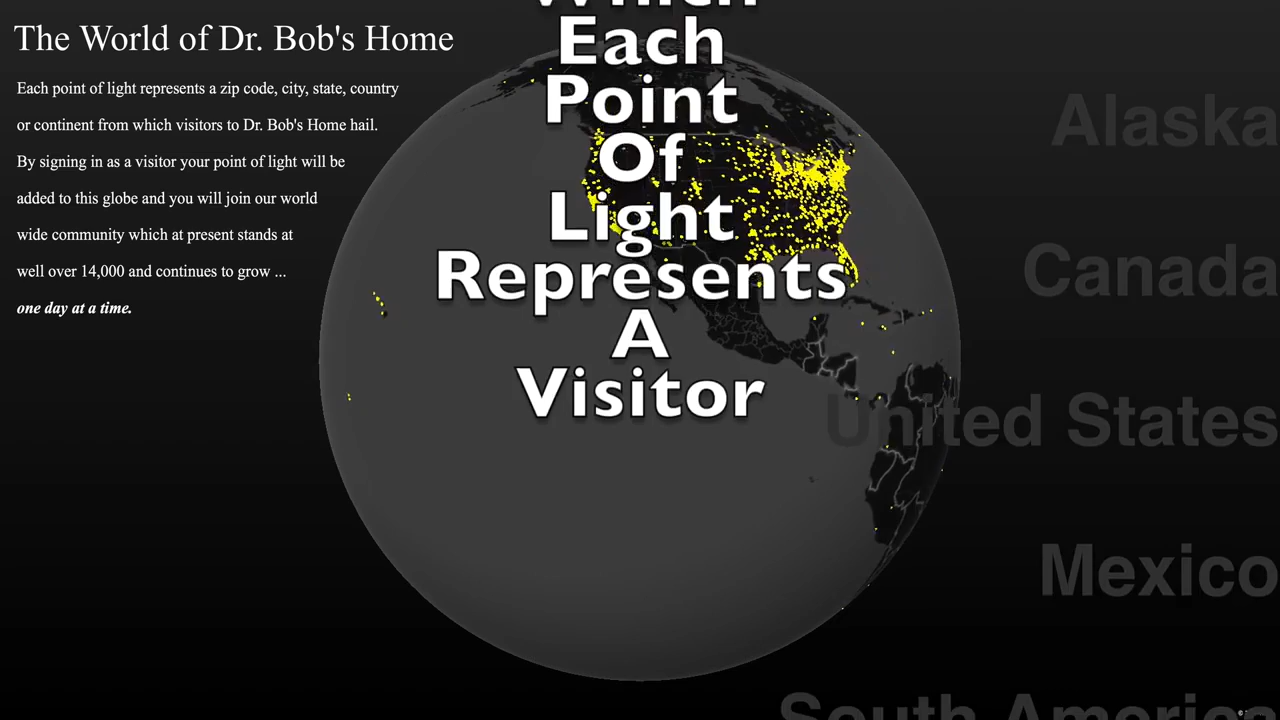 The World of Dr. Bob's Home
Each point of light represents a zip code, city, state, country
or continent from which visitors to Dr. Bob's Home hail.
By signing in as a visitor your point of light will be
added to this globe and you will join our world
wide community which at present stands at
well over 14,000 and continues to grow ...
one day at a time.
Which
Each
Point
Of
Light
Represents
A
Visitor
Alaska
Canada
United States
Mexico
South America